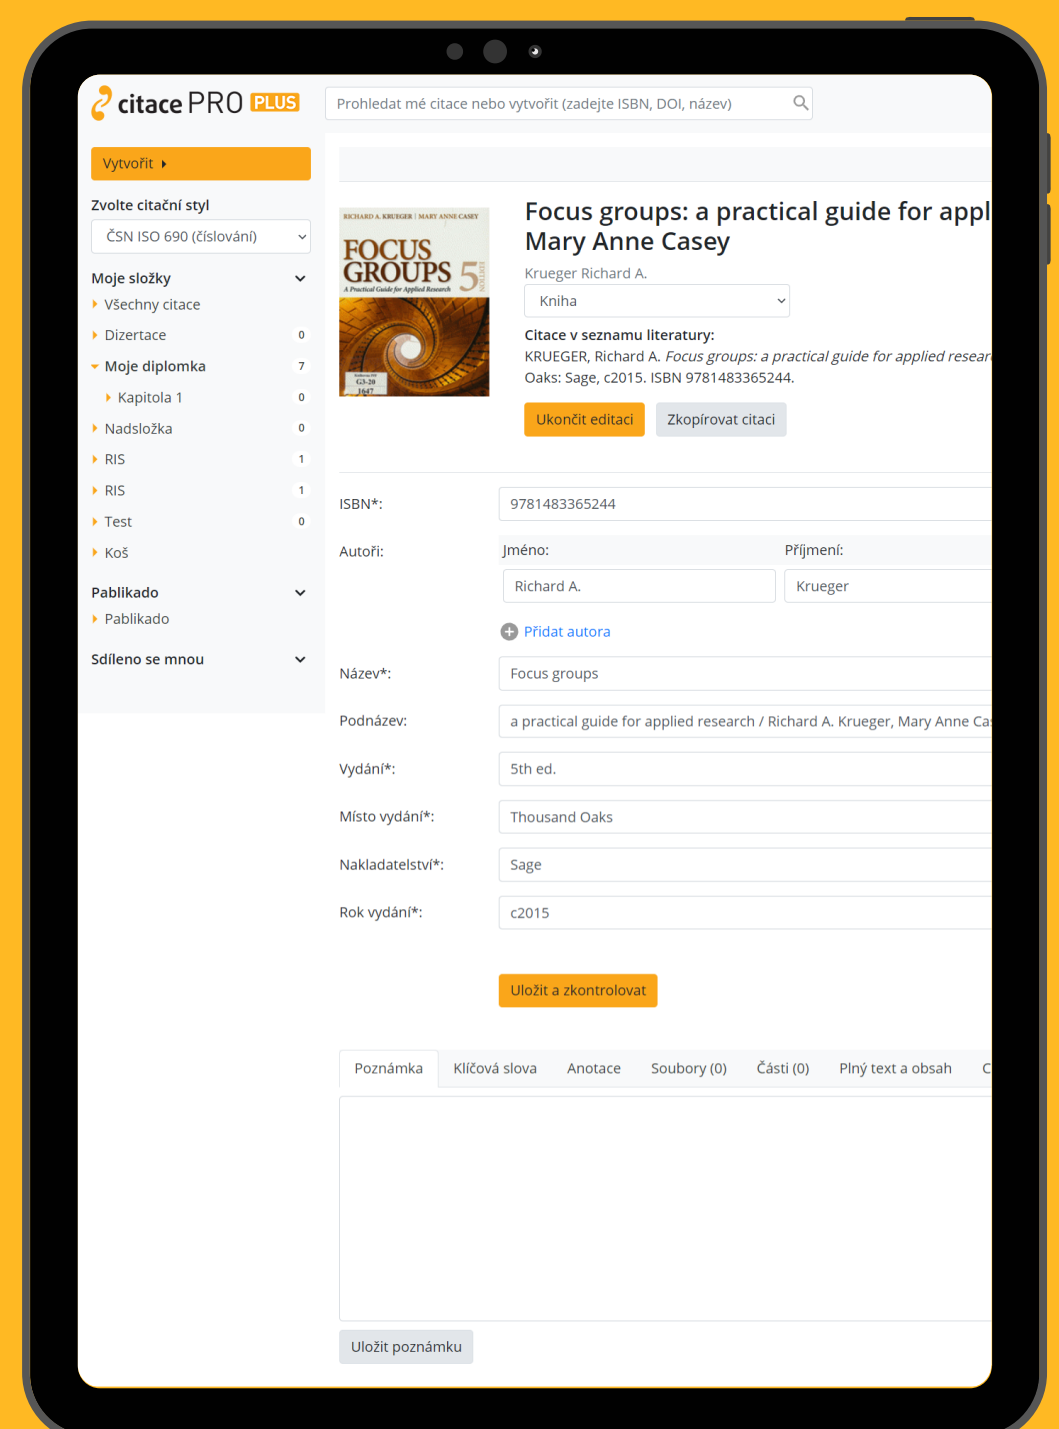 citace PRO PLUS
Prohledat mé citace nebo vytvořit (zadejte ISBN, DOI, název)
Vytvořit
Zvolte citační styl
ČSN ISO 690 (číslování)
Moje složky
Všechny citace
Dizertace 0
Moje diplomka 7
Kapitola 1 0
Nadsložka 0
RIS 1
RIS 1
Test 0
Koš
Pablikado
Pablikado
Sdíleno se mnou
RICHARD A. KRUEGER | MARY ANNE CASEY
FOCUS
GROUPS 5 EDITION
A Practical Guide for Applied Research
G3-20
1647
Focus groups: a practical guide for appl
Mary Anne Casey
Krueger Richard A.
Kniha
Citace v seznamu literatury:
KRUEGER, Richard A. Focus groups: a practical guide for applied resear
Oaks: Sage, c2015. ISBN 9781483365244.
Ukončit editaci Zkopírovat citaci
ISBN*: 9781483365244
Autoři: Jméno: Příjmení:
Richard A. Krueger
Přidat autora
Název*: Focus groups
Podnázev: a practical guide for applied research / Richard A. Krueger, Mary Anne Ca
Vydání*: 5th ed.
Místo vydání*: Thousand Oaks
Nakladatelství*: Sage
Rok vydání*: c2015
Uložit a zkontrolovat
Poznámka Klíčová slova Anotace Soubory (0) Části (0) Plný text a obsah C
Uložit poznámku